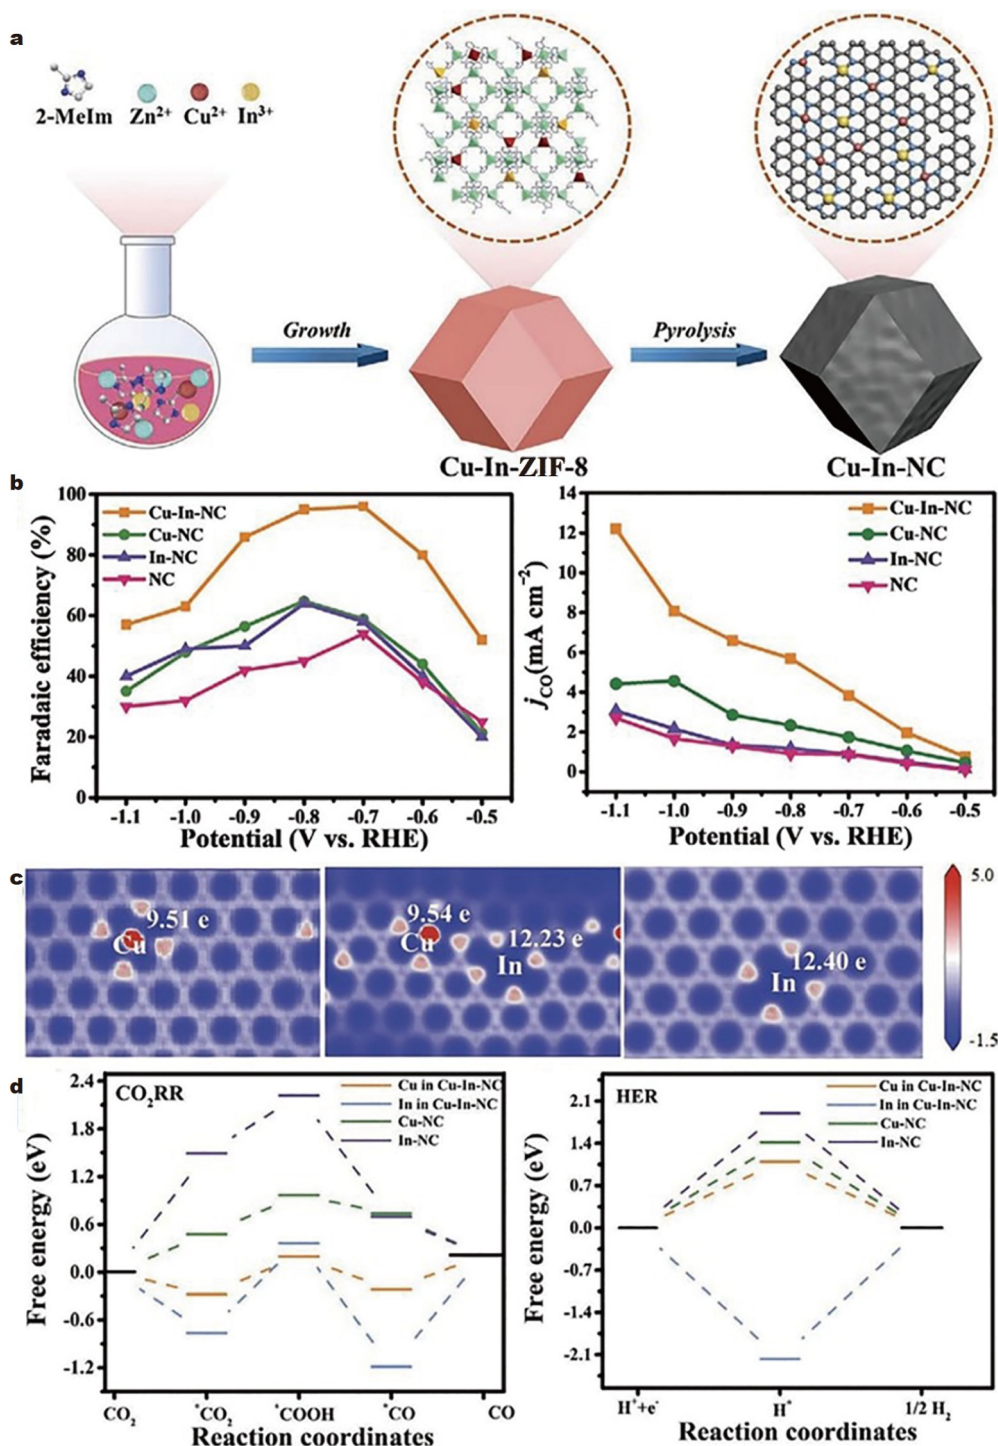 a
2-MeIm Zn²⁺ Cu²⁺ In³⁺
Growth
Pyrolysis
Cu-In-ZIF-8
Cu-In-NC
b
100
80
60
40
20
0
Faradaic efficiency (%)
Cu-In-NC
Cu-NC
In-NC
NC
-1.1 -1.0 -0.9 -0.8 -0.7 -0.6 -0.5
Potential (V vs. RHE)
14
12
10
8
6
4
2
0
jCO(mA cm⁻²)
Cu-In-NC
Cu-NC
In-NC
NC
-1.1 -1.0 -0.9 -0.8 -0.7 -0.6 -0.5
Potential (V vs. RHE)
c
9.51 e
Cu
9.54 e
Cu
12.23 e
In
12.40 e
In
5.0
-1.5
d
2.4
1.8
1.2
0.6
0.0
-0.6
-1.2
Free energy (eV)
CO₂RR
Cu in Cu-In-NC
In in Cu-In-NC
Cu-NC
In-NC
CO₂ *CO₂ *COOH *CO CO
Reaction coordinates
2.1
1.4
0.7
0.0
-0.7
-1.4
-2.1
Free energy (eV)
HER
Cu in Cu-In-NC
In in Cu-In-NC
Cu-NC
In-NC
H⁺+e⁻ H* 1/2 H₂
Reaction coordinates